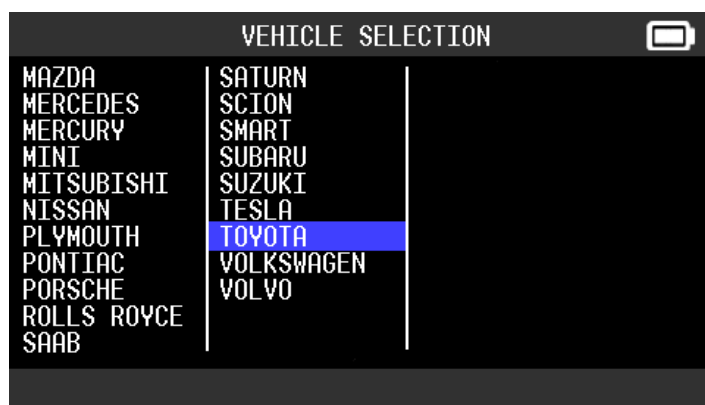 VEHICLE SELECTION
MAZDA
MERCEDES
MERCURY
MINI
MITSUBISHI
NISSAN
PLYMOUTH
PONTIAC
PORSCHE
ROLLS ROYCE
SAAB
SATURN
SCION
SMART
SUBARU
SUZUKI
TESLA
TOYOTA
VOLKSWAGEN
VOLVO